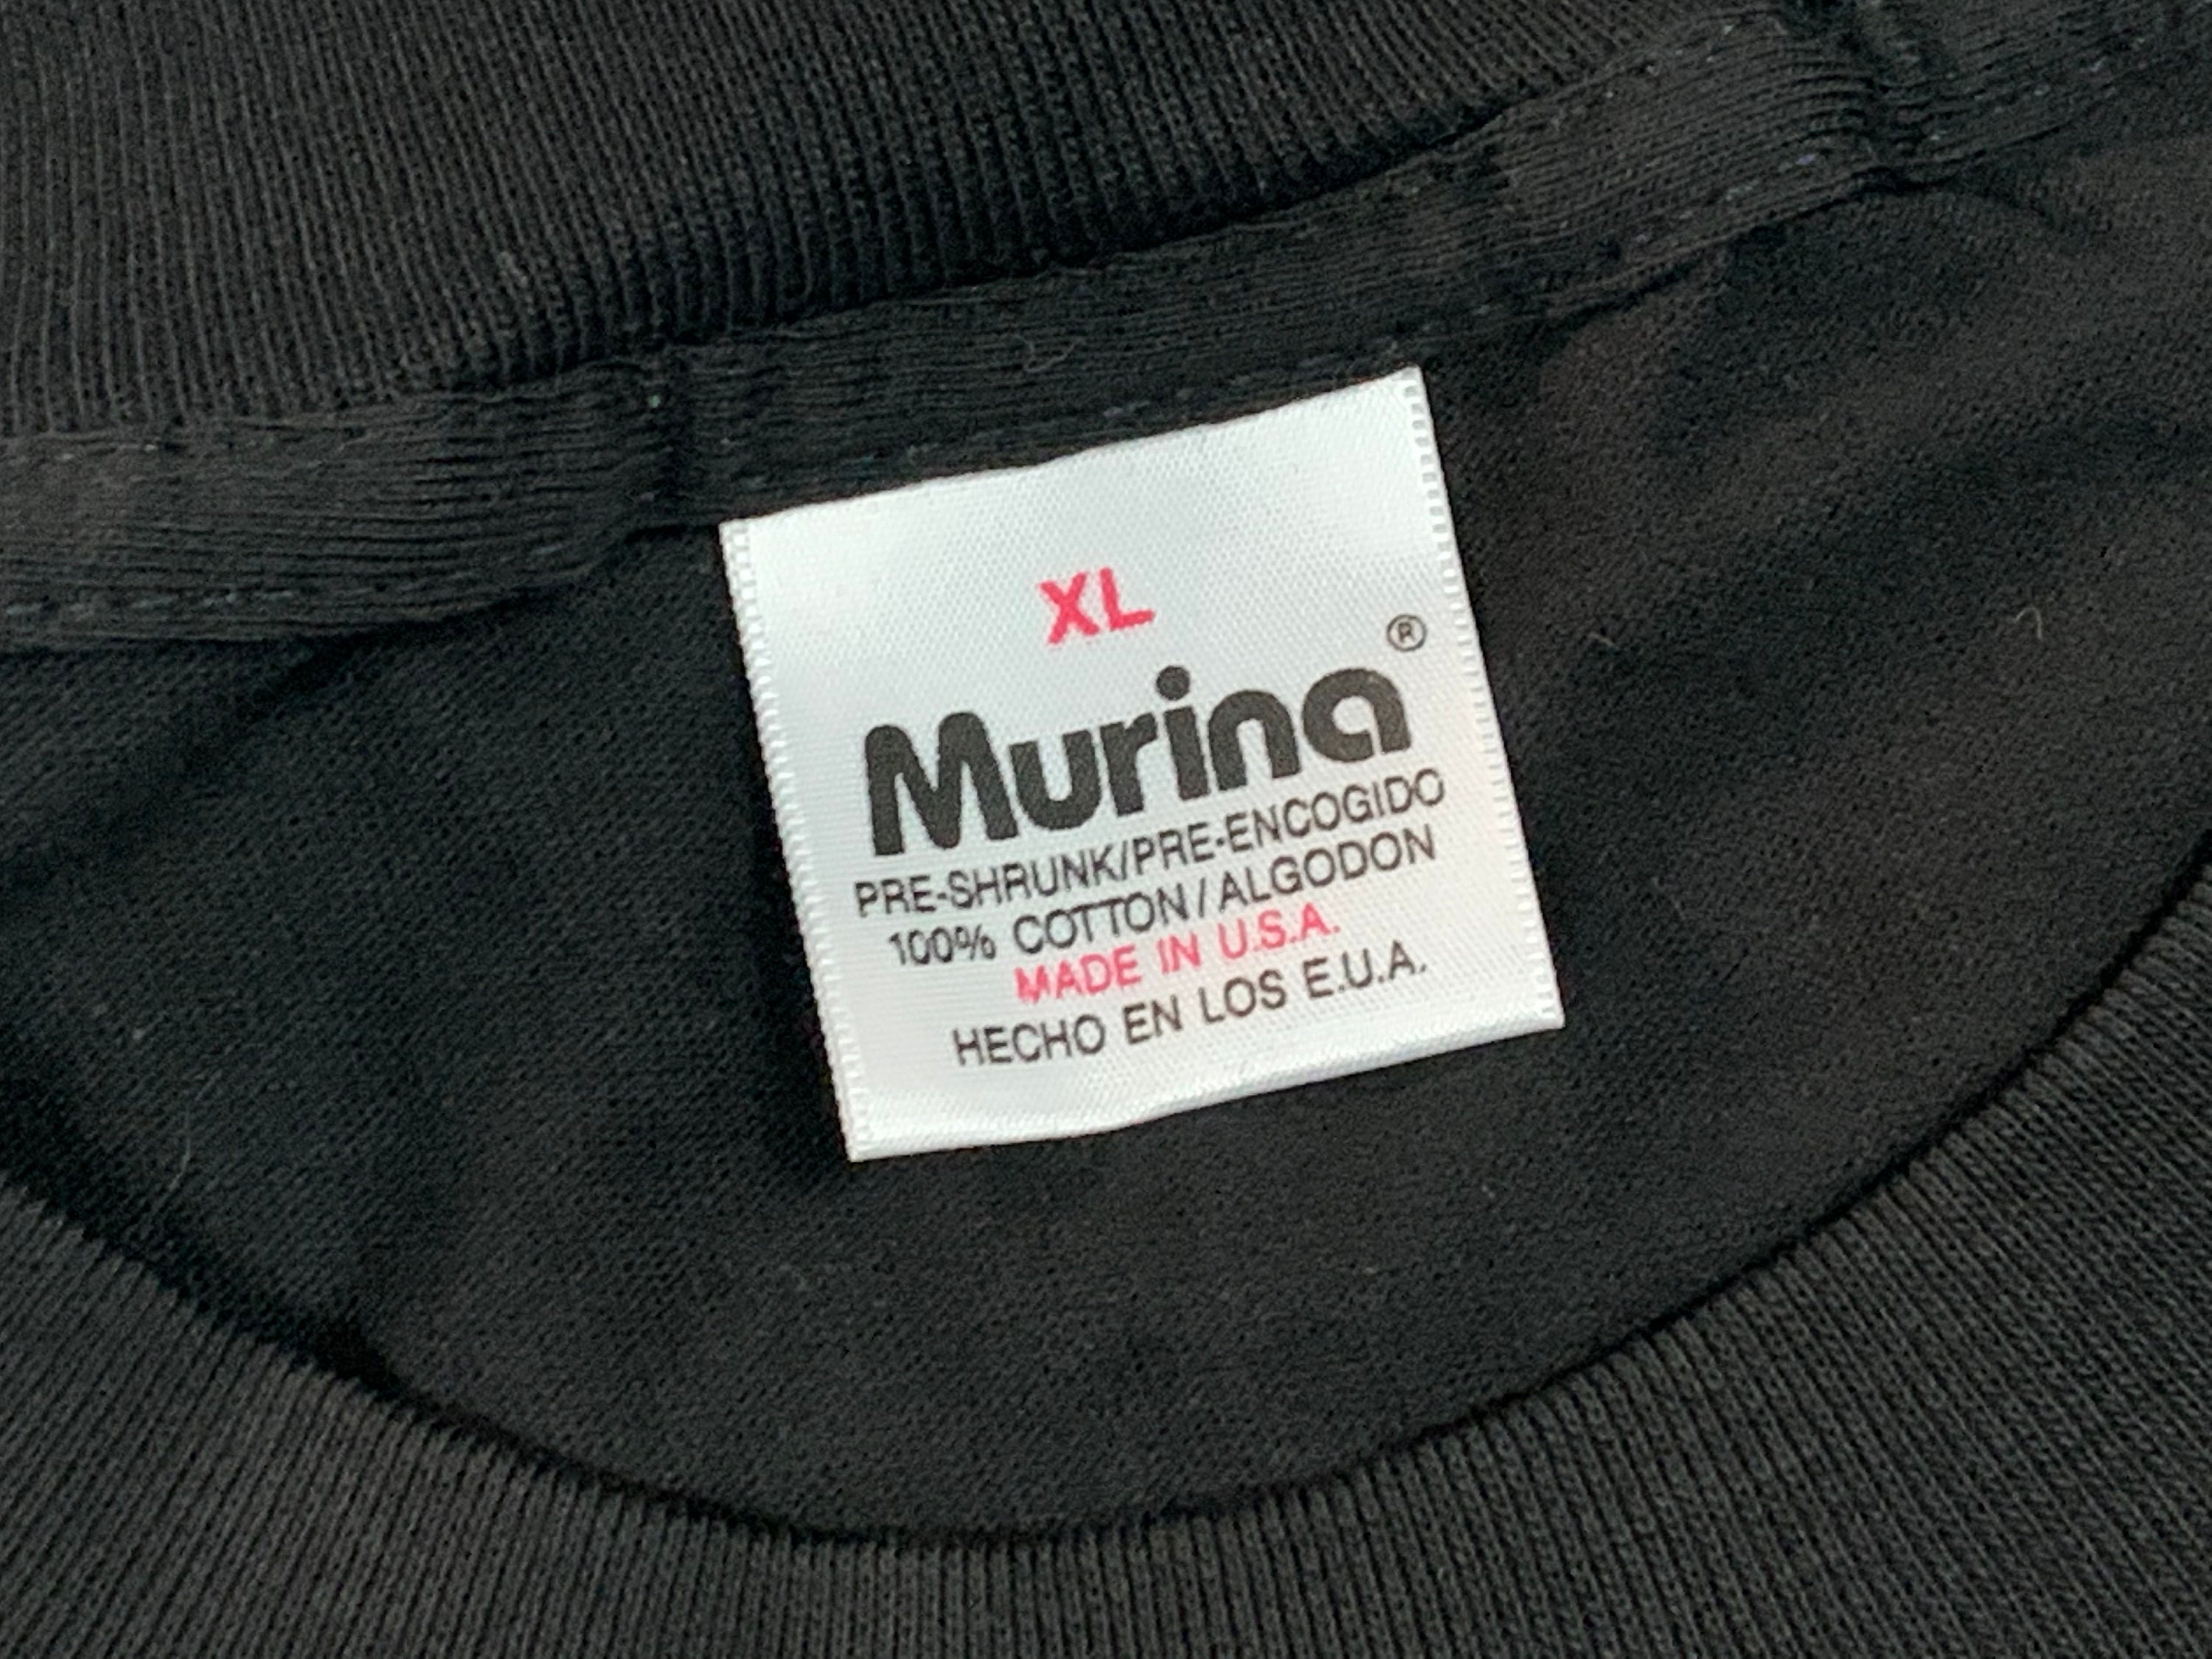 XL
Murina®
PRE-SHRUNK/PRE-ENCOGIDO
100% COTTON/ALGODON
MADE IN U.S.A.
HECHO EN LOS E.U.A.